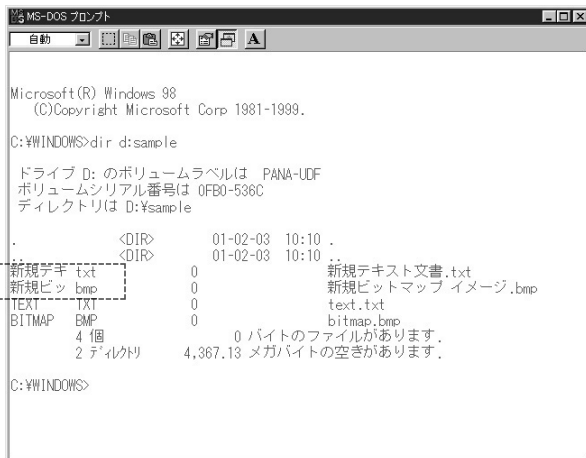 MS-DOS プロンプト
自動
A
Microsoft(R) Windows 98
(C)Copyright Microsoft Corp 1981-1999.
C:¥WINDOWS>dir d:sample
ドライブ D: のボリュームラベルは PANA-UDF
ボリュームシリアル番号は 0FB0-536C
ディレクトリは D:¥sample
. <DIR> 01-02-03 10:10 .
.. <DIR> 01-02-03 10:10 ..
新規テキ txt 0 新規テキスト文書.txt
新規ビッ bmp 0 新規ビットマップ イメージ.bmp
TEXT TXT 0 text.txt
BITMAP BMP 0 bitmap.bmp
4 個 0 バイトのファイルがあります.
2 ディレクトリ 4,367.13 メガバイトの空きがあります.
C:¥WINDOWS>